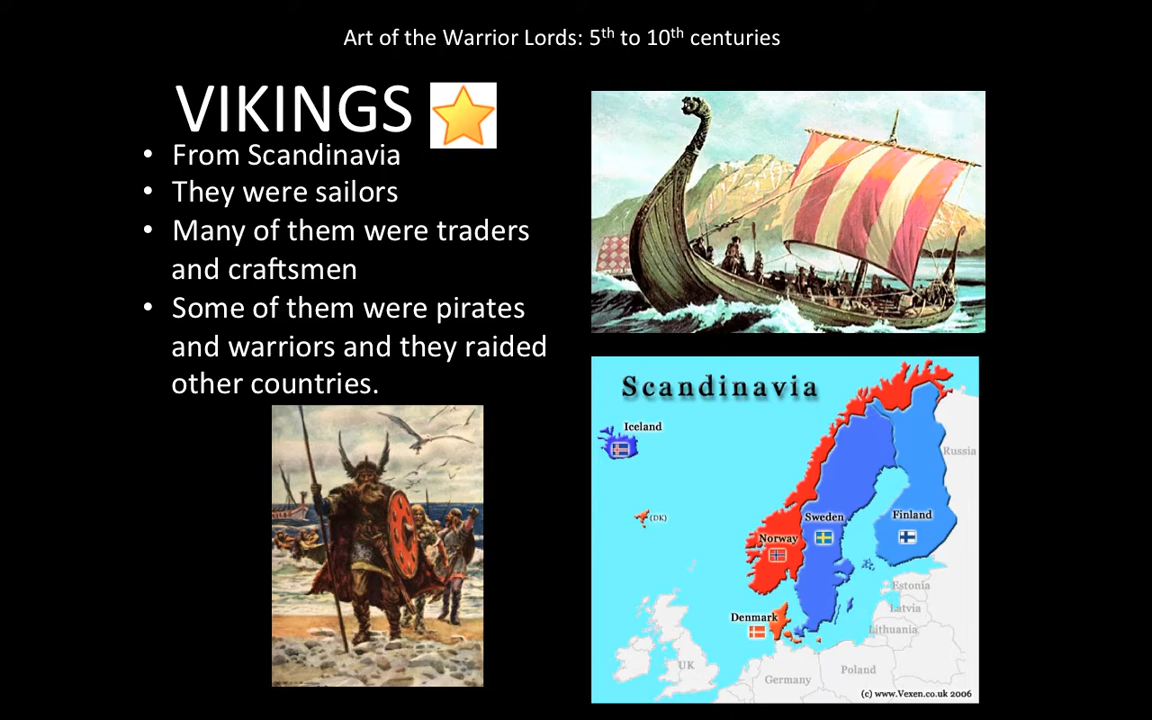 Art of the Warrior Lords: 5th to 10th centuries
VIKINGS
• From Scandinavia
• They were sailors
• Many of them were traders
and craftsmen
• Some of them were pirates
and warriors and they raided
other countries.
Scandinavia
Iceland
Russia
(DK)
Sweden
Finland
Norway
Estonia
Latvia
Denmark
Lithuania
UK
Poland
Germany
(c) www.Vexen.co.uk 2006